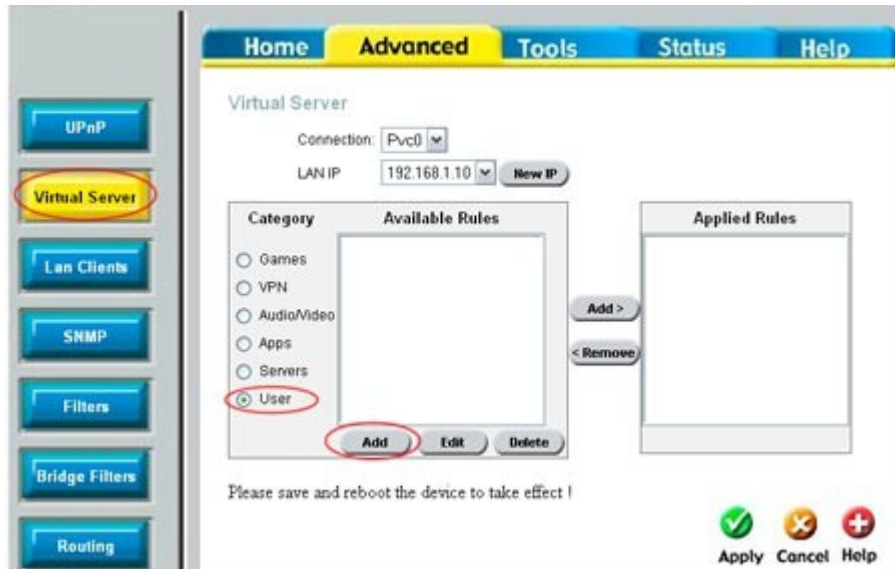 Home Advanced Tools Status Help
UPnP
Virtual Server
Lan Clients
SNMP
Filters
Bridge Filters
Routing
Virtual Server
Connection: Pvc0
LAN IP 192.168.1.10 New IP
Category Available Rules Applied Rules
Games
VPN
Audio/Video
Apps
Servers
User
Add >
< Remove
Add Edit Delete
Please save and reboot the device to take effect !
Apply Cancel Help